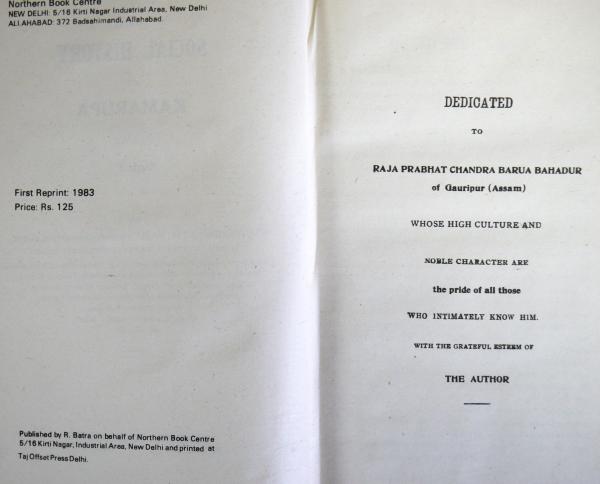 Northern Book Centre
NEW DELHI: 5/16 Kirti Nagar Industrial Area, New Delhi
ALLAHABAD: 372 Badsahimandi, Allahabad.
First Reprint: 1983
Price: Rs. 125
Published by R. Batra on behalf of Northern Book Centre
5/16 Kirti Nagar, Industrial Area, New Delhi and printed at
Taj Offset Press Delhi.
DEDICATED
TO
RAJA PRABHAT CHANDRA BARUA BAHADUR
of Gauripur (Assam)
WHOSE HIGH CULTURE AND
NOBLE CHARACTER ARE
the pride of all those
WHO INTIMATELY KNOW HIM.
WITH THE GRATEFUL ESTEEM OF
THE AUTHOR